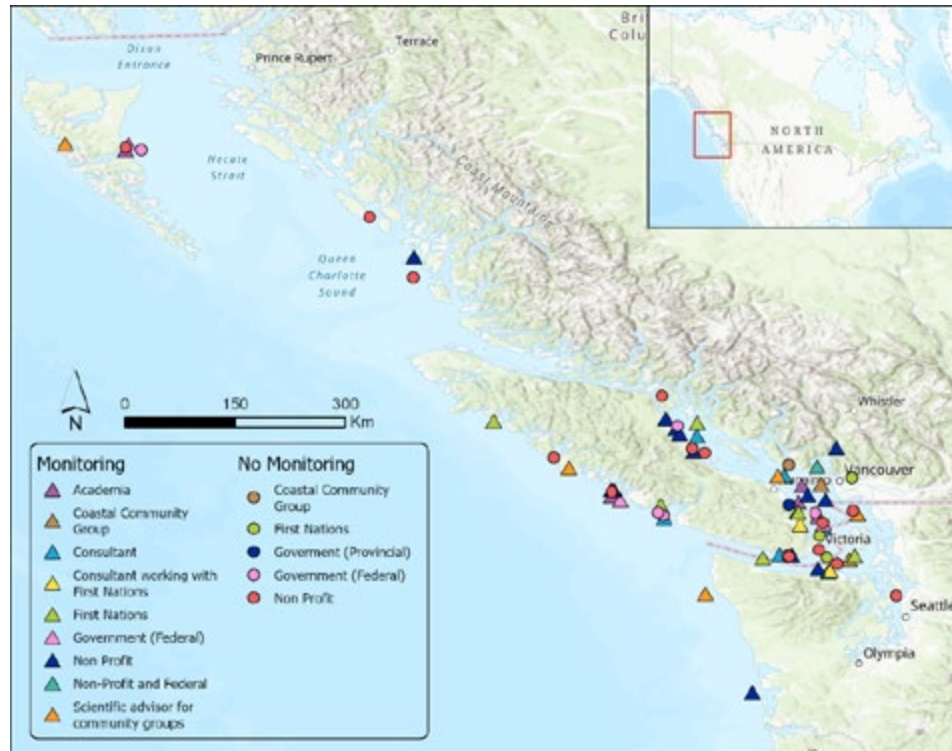 Dixon
Entrance
Prince Rupert
Terrace
Hecate
Strait
Coast Mountains
Queen
Charlotte
Sound
NORTH
AMERICA
Whistler
Vancouver
Victoria
Seattle
Olympia
N
0 150 300
Km
Monitoring
Academia
Coastal Community
Group
Consultant
Consultant working with
First Nations
First Nations
Government (Federal)
Non Profit
Non-Profit and Federal
Scientific advisor for
community groups
No Monitoring
Coastal Community
Group
First Nations
Goverment (Provincial)
Government (Federal)
Non Profit